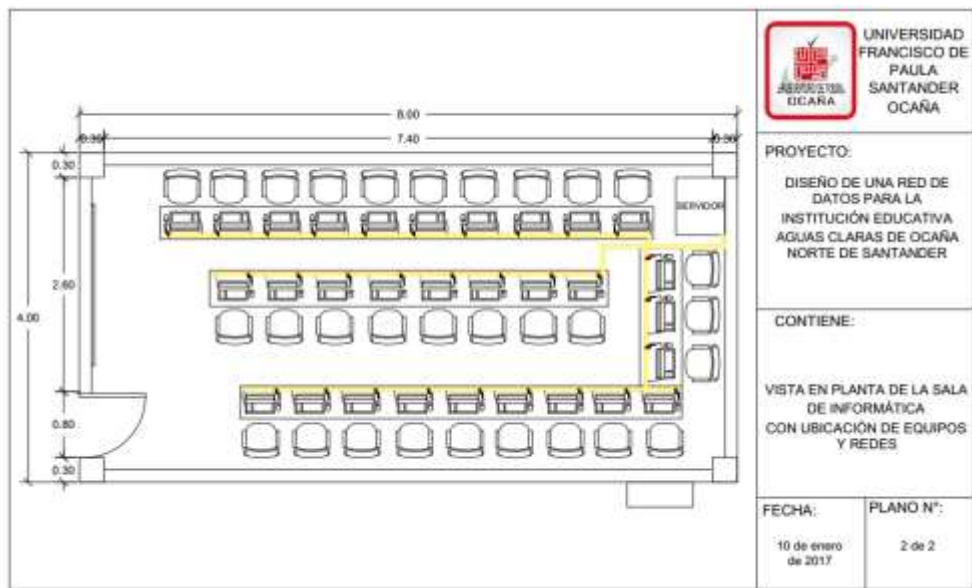 8.00
0.30
7.40
0.30
0.30
2.60
4.00
0.80
0.30
SERVIDOR
OCAÑA
UNIVERSIDAD
FRANCISCO DE
PAULA
SANTANDER
OCAÑA
PROYECTO:
DISEÑO DE UNA RED DE
DATOS PARA LA
INSTITUCIÓN EDUCATIVA
AGUAS CLARAS DE OCAÑA
NORTE DE SANTANDER
CONTIENE:
VISTA EN PLANTA DE LA SALA
DE INFORMÁTICA
CON UBICACIÓN DE EQUIPOS
Y REDES
FECHA:
10 de enero
de 2017
PLANO N°:
2 de 2